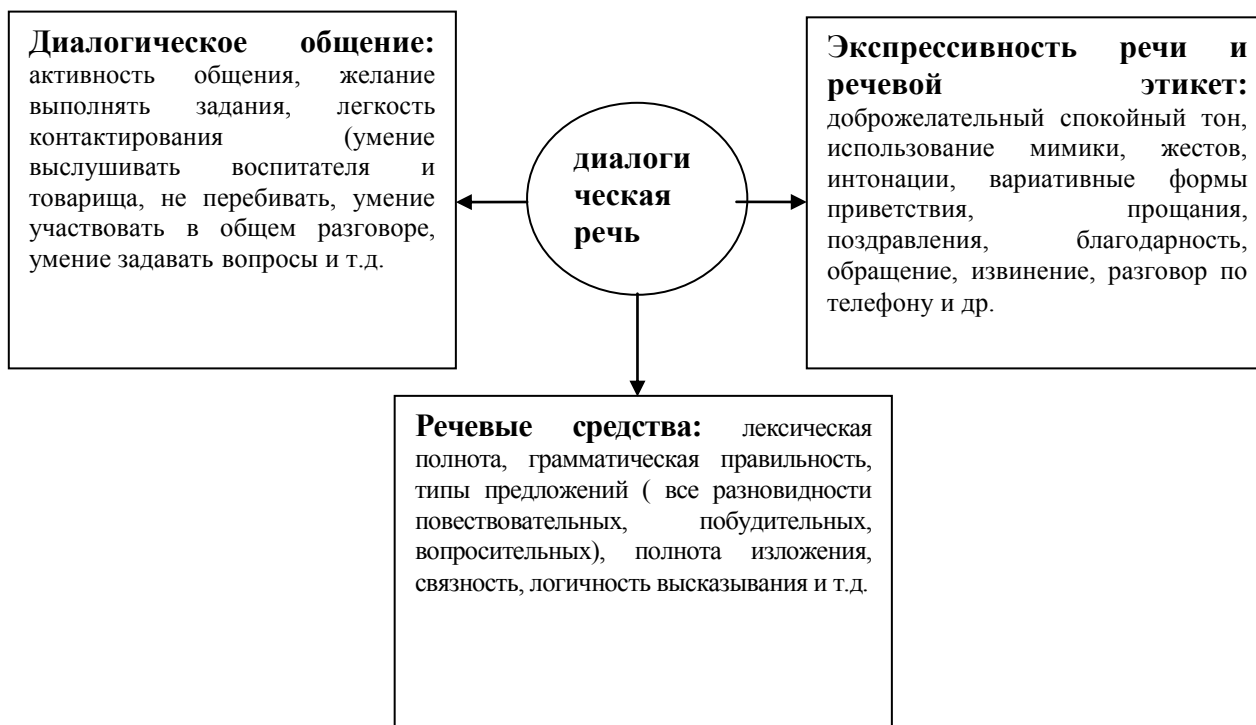 Диалогическое общение:
активность общения, желание
выполнять задания, легкость
контактирования (умение
выслушивать воспитателя и
товарища, не перебивать, умение
участвовать в общем разговоре,
умение задавать вопросы и т.д.
диалоги
ческая
речь
Экспрессивность речи и
речевой этикет:
доброжелательный спокойный тон,
использование мимики, жестов,
интонации, вариативные формы
приветствия, прощания,
поздравления, благодарность,
обращение, извинение, разговор по
телефону и др.
Речевые средства: лексическая
полнота, грамматическая правильность,
типы предложений ( все разновидности
повествовательных, побудительных,
вопросительных), полнота изложения,
связность, логичность высказывания и т.д.